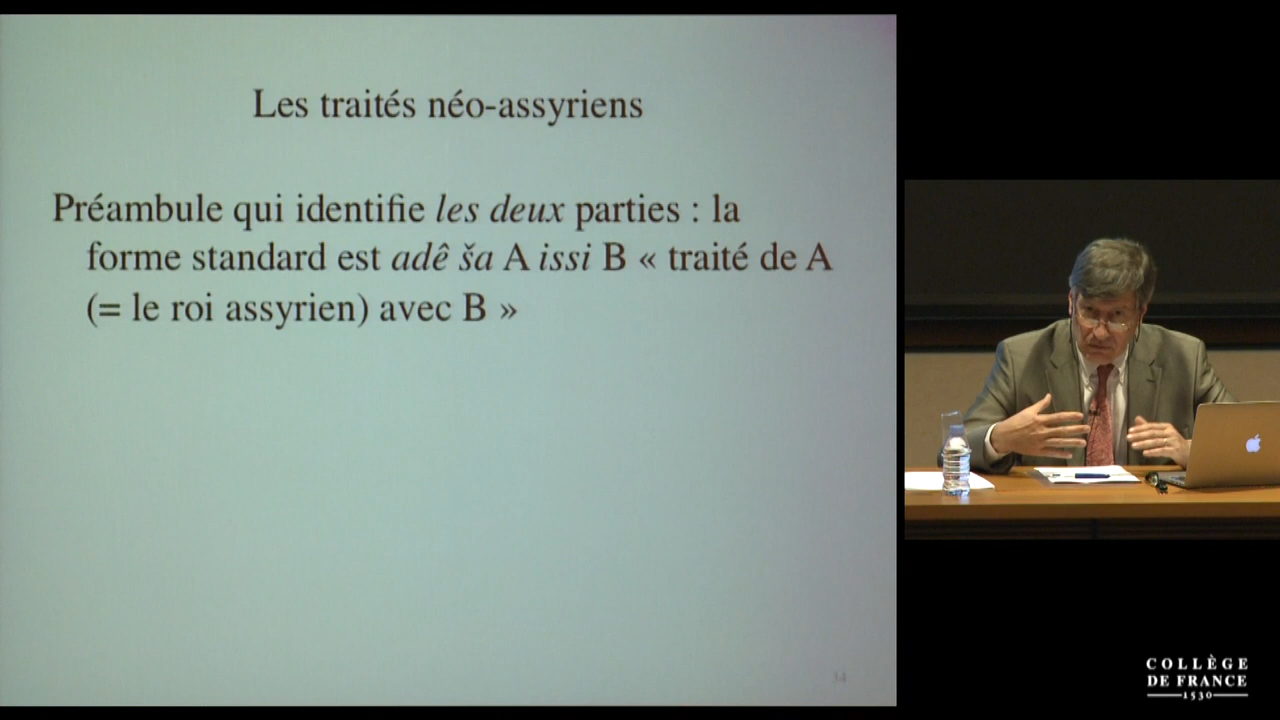 Les traités néo-assyriens
Préambule qui identifie les deux parties : la
forme standard est adê ša A issi B « traité de A
(= le roi assyrien) avec B »
34
COLLÈGE
DE FRANCE
1530